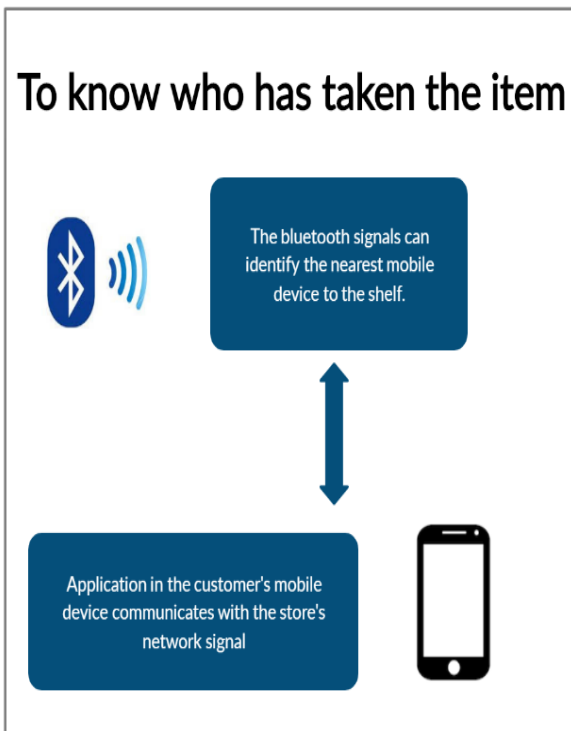 To know who has taken the item
The bluetooth signals can
identify the nearest mobile
device to the shelf.
Application in the customer's mobile
device communicates with the store's
network signal